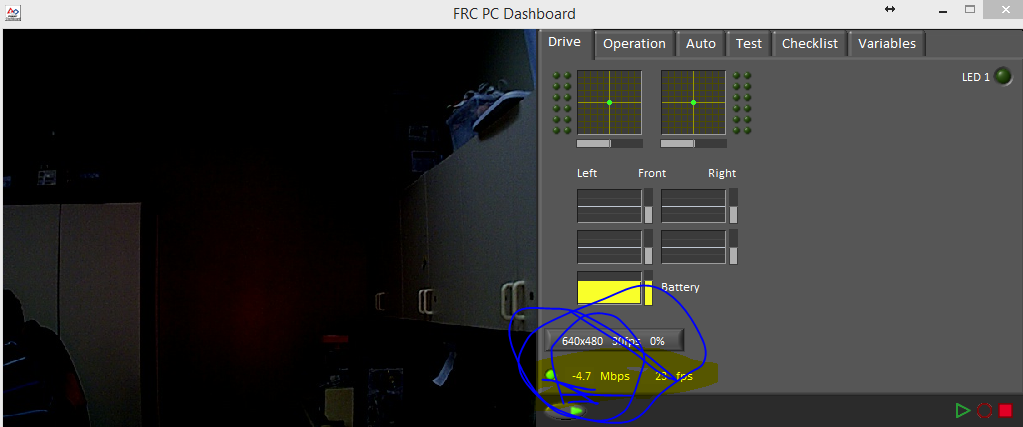 FRC PC Dashboard
Drive Operation Auto Test Checklist Variables
LED 1
Left Front Right
Battery
640x480 30fps 0%
-4.7 Mbps 23 fps